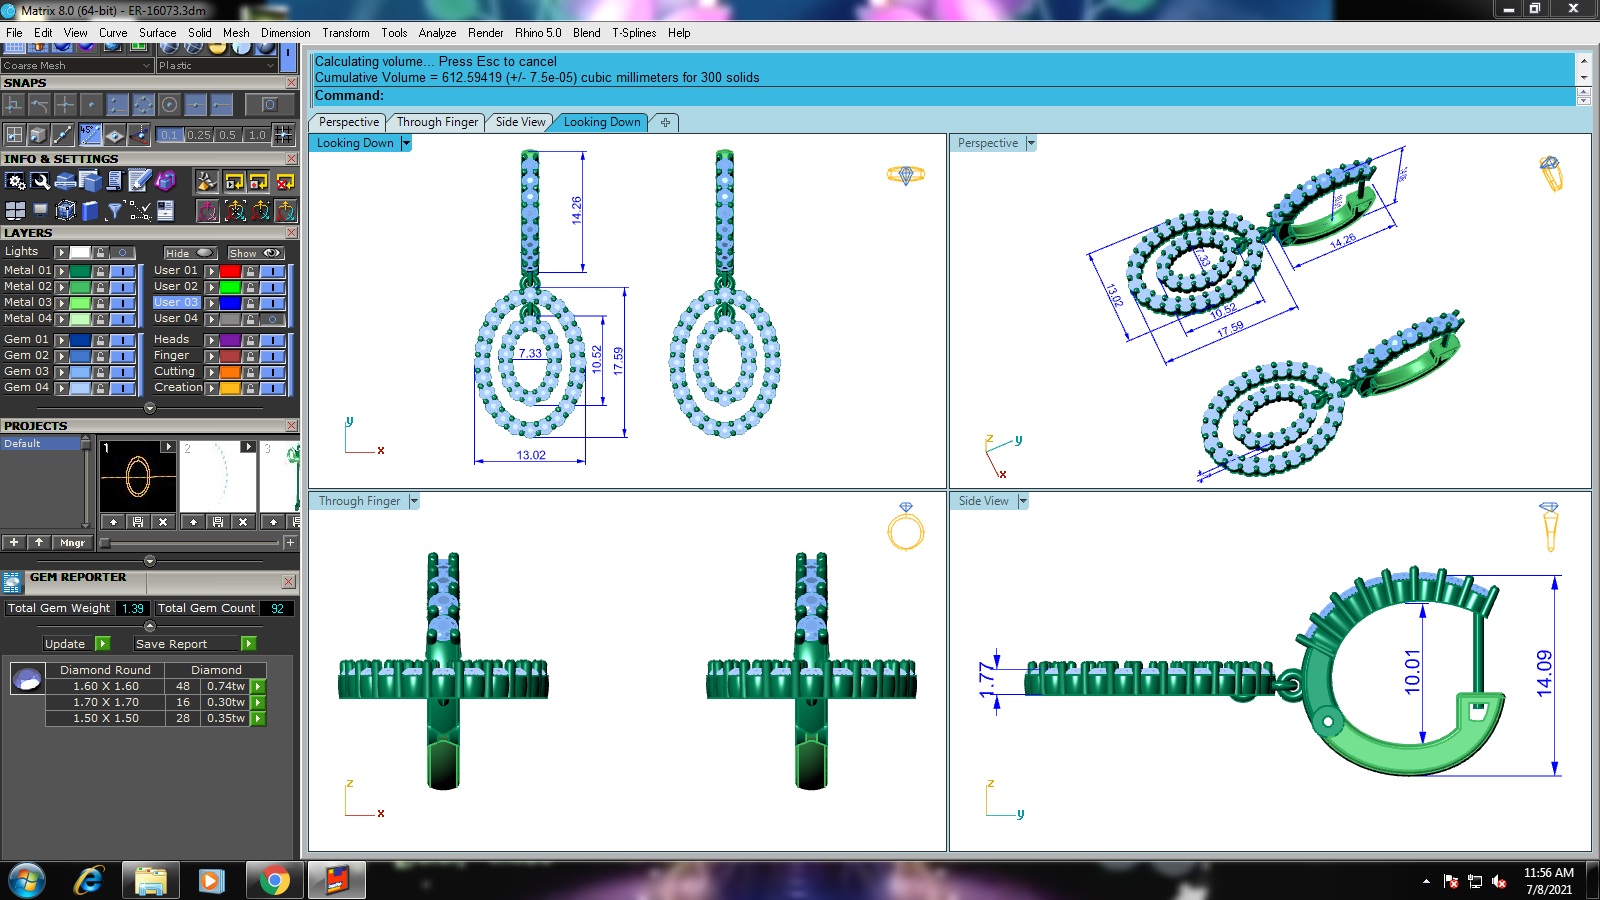 Matrix 8.0 (64-bit) - ER-16073.3dm
File Edit View Curve Surface Solid Mesh Dimension Transform Tools Analyze Render Rhino 5.0 Blend T-Splines Help
Coarse Mesh Plastic
Calculating volume... Press Esc to cancel
Cumulative Volume = 612.59419 (+/- 7.5e-05) cubic millimeters for 300 solids
Command:
SNAPS
45°
0.1 0.25 0.5 1.0
INFO & SETTINGS
LAYERS
Lights Hide Show
Metal 01 User 01
Metal 02 User 02
Metal 03 User 03
Metal 04 User 04
Gem 01 Heads
Gem 02 Finger
Gem 03 Cutting
Gem 04 Creation
PROJECTS
Default
1 2 3
Mngr
GEM REPORTER
Total Gem Weight 1.39 Total Gem Count 92
Update Save Report
Diamond Round Diamond
1.60 X 1.60 48 0.74tw
1.70 X 1.70 16 0.30tw
1.50 X 1.50 28 0.35tw
Perspective Through Finger Side View Looking Down
Looking Down
14.26
7.33
10.52
17.59
13.02
y
x
Perspective
14.26
7.33
13.02
10.52
17.59
z
y
x
Through Finger
z
x
Side View
1.77
10.01
14.09
z
y
11:56 AM
7/8/2021